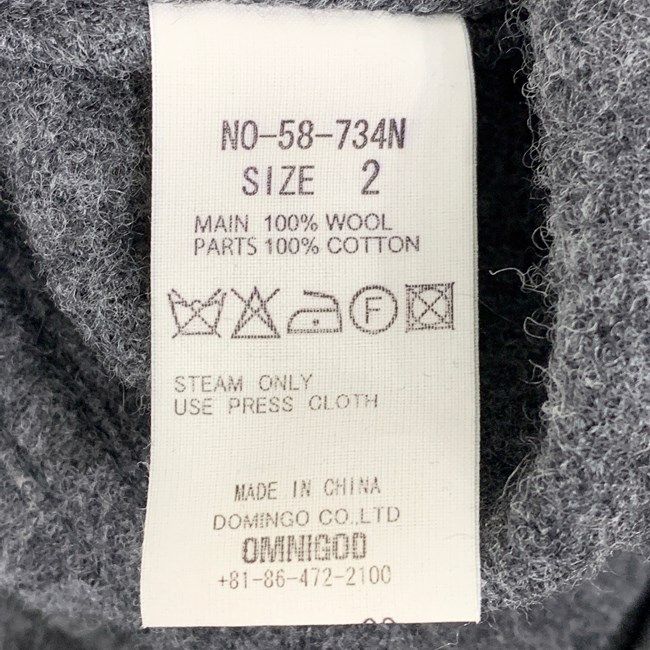 NO-58-734N
SIZE 2
MAIN 100% WOOL
PARTS 100% COTTON
F
STEAM ONLY
USE PRESS CLOTH
MADE IN CHINA
DOMINGO CO.,LTD
OMNIGOD
+81-86-472-2100